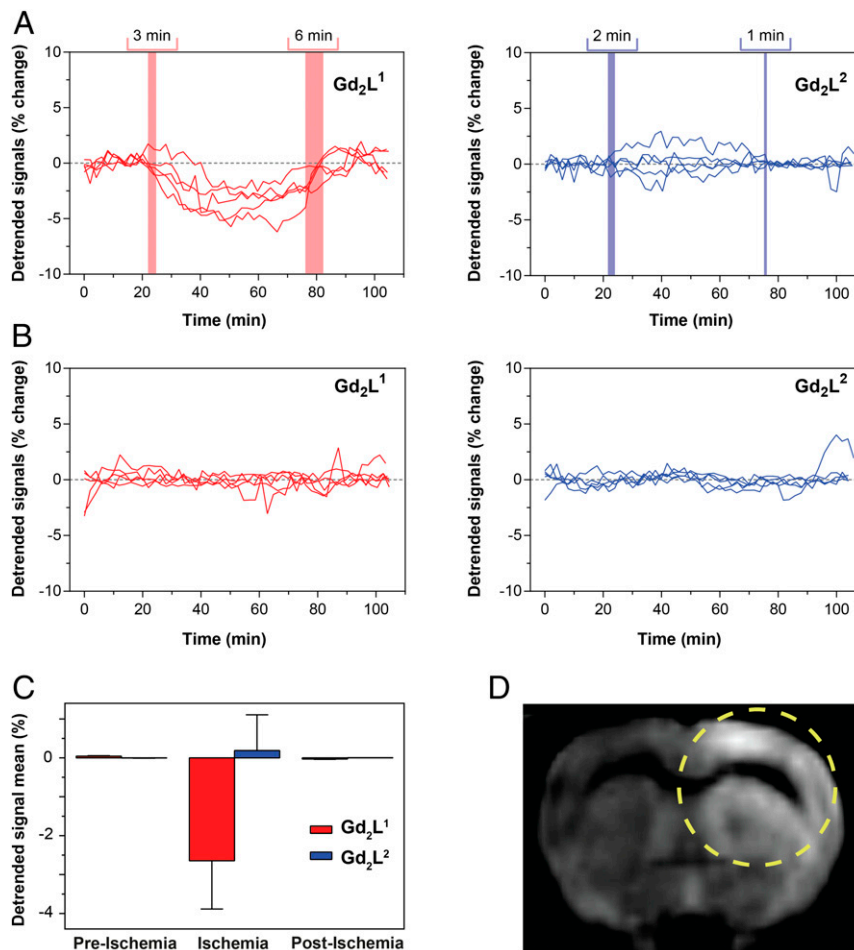 A
3 min 6 min
Gd₂L¹
10
5
0
-5
-10
Detrended signals (% change)
0 20 40 60 80 100
Time (min)
2 min 1 min
Gd₂L²
10
5
0
-5
-10
Detrended signals (% change)
0 20 40 60 80 100
Time (min)
B
Gd₂L¹
10
5
0
-5
-10
Detrended signals (% change)
0 20 40 60 80 100
Time (min)
Gd₂L²
10
5
0
-5
-10
Detrended signals (% change)
0 20 40 60 80 100
Time (min)
C
Detrended signal mean (%)
0
-2
-4
Gd₂L¹
Gd₂L²
Pre-Ischemia Ischemia Post-Ischemia
D